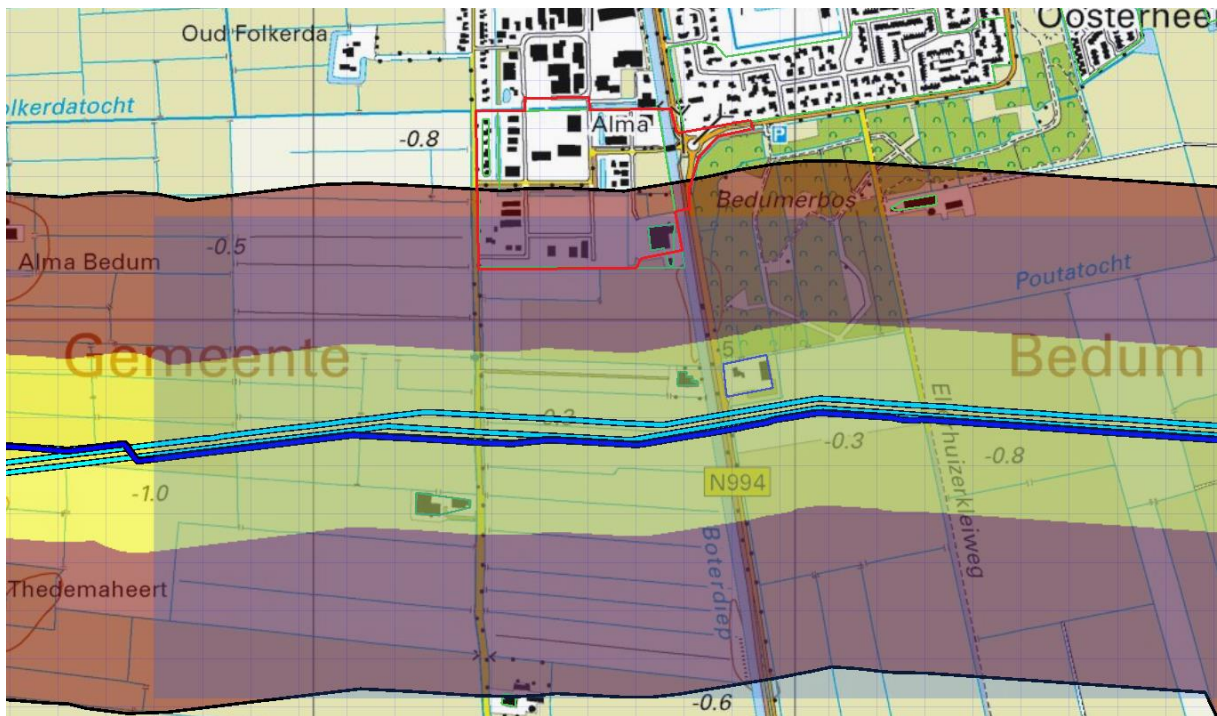 Oud Folkerda
Oosterhee
olkerdatocht
-0.8
Alma
P
Bedumerbos
-0.5
Alma Bedum
Poutatocht
Gemeente
Bedum
-0.3
-0.3
-0.8
-1.0
N994
Boterdiep
Thedemaheert
-0.6